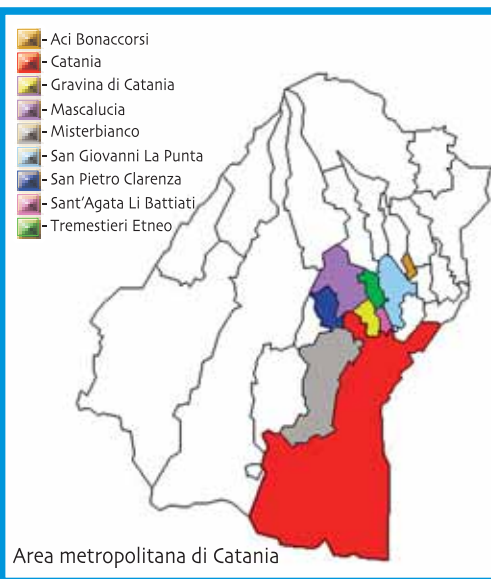 - Aci Bonaccorsi
- Catania
- Gravina di Catania
- Mascalucia
- Misterbianco
- San Giovanni La Punta
- San Pietro Clarenza
- Sant'Agata Li Battiati
- Tremestieri Etneo
Area metropolitana di Catania